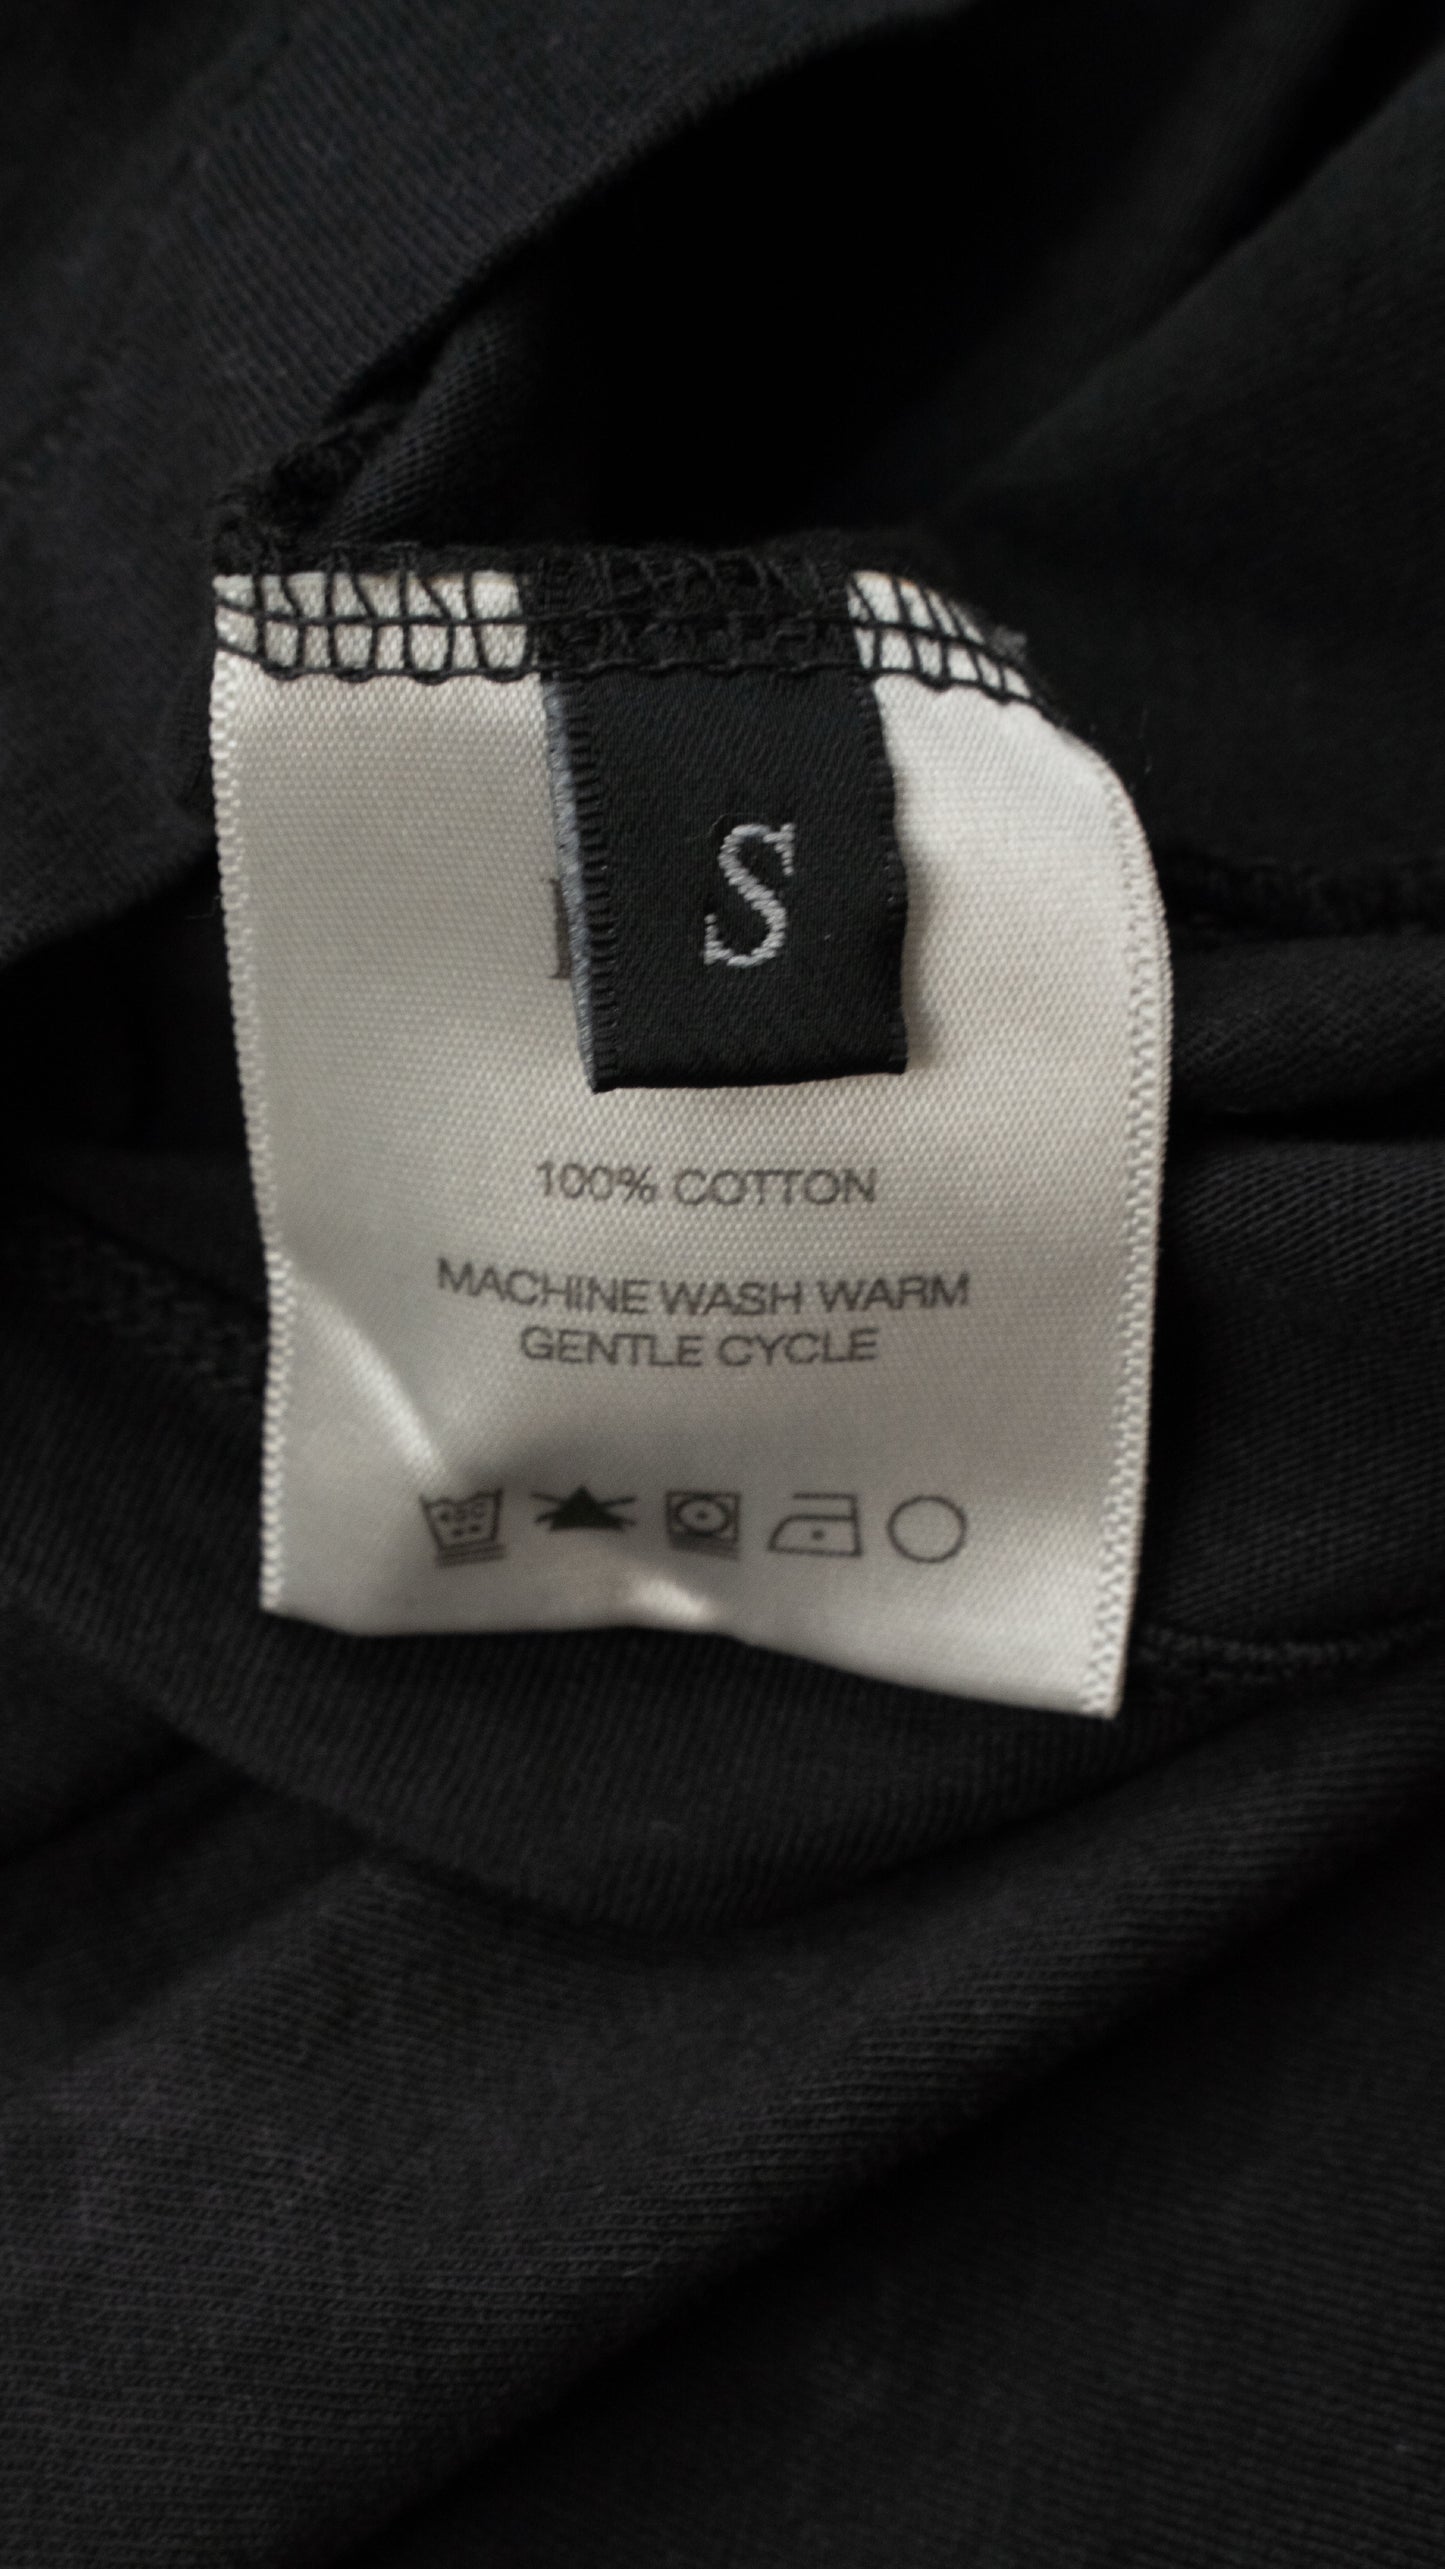 S
100% COTTON
MACHINE WASH WARM
GENTLE CYCLE